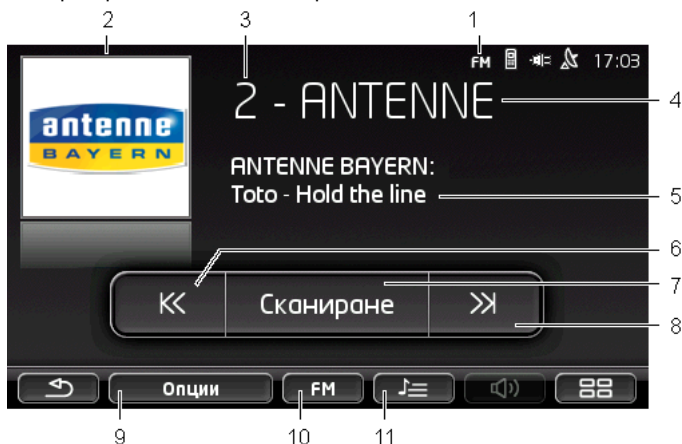 2
3
1
FM 17:03
2 - ANTENNE
4
antenne
BAYERN
ANTENNE BAYERN:
Toto - Hold the line
5
6
Сканиране
7
8
Опции
FM
9
10
11